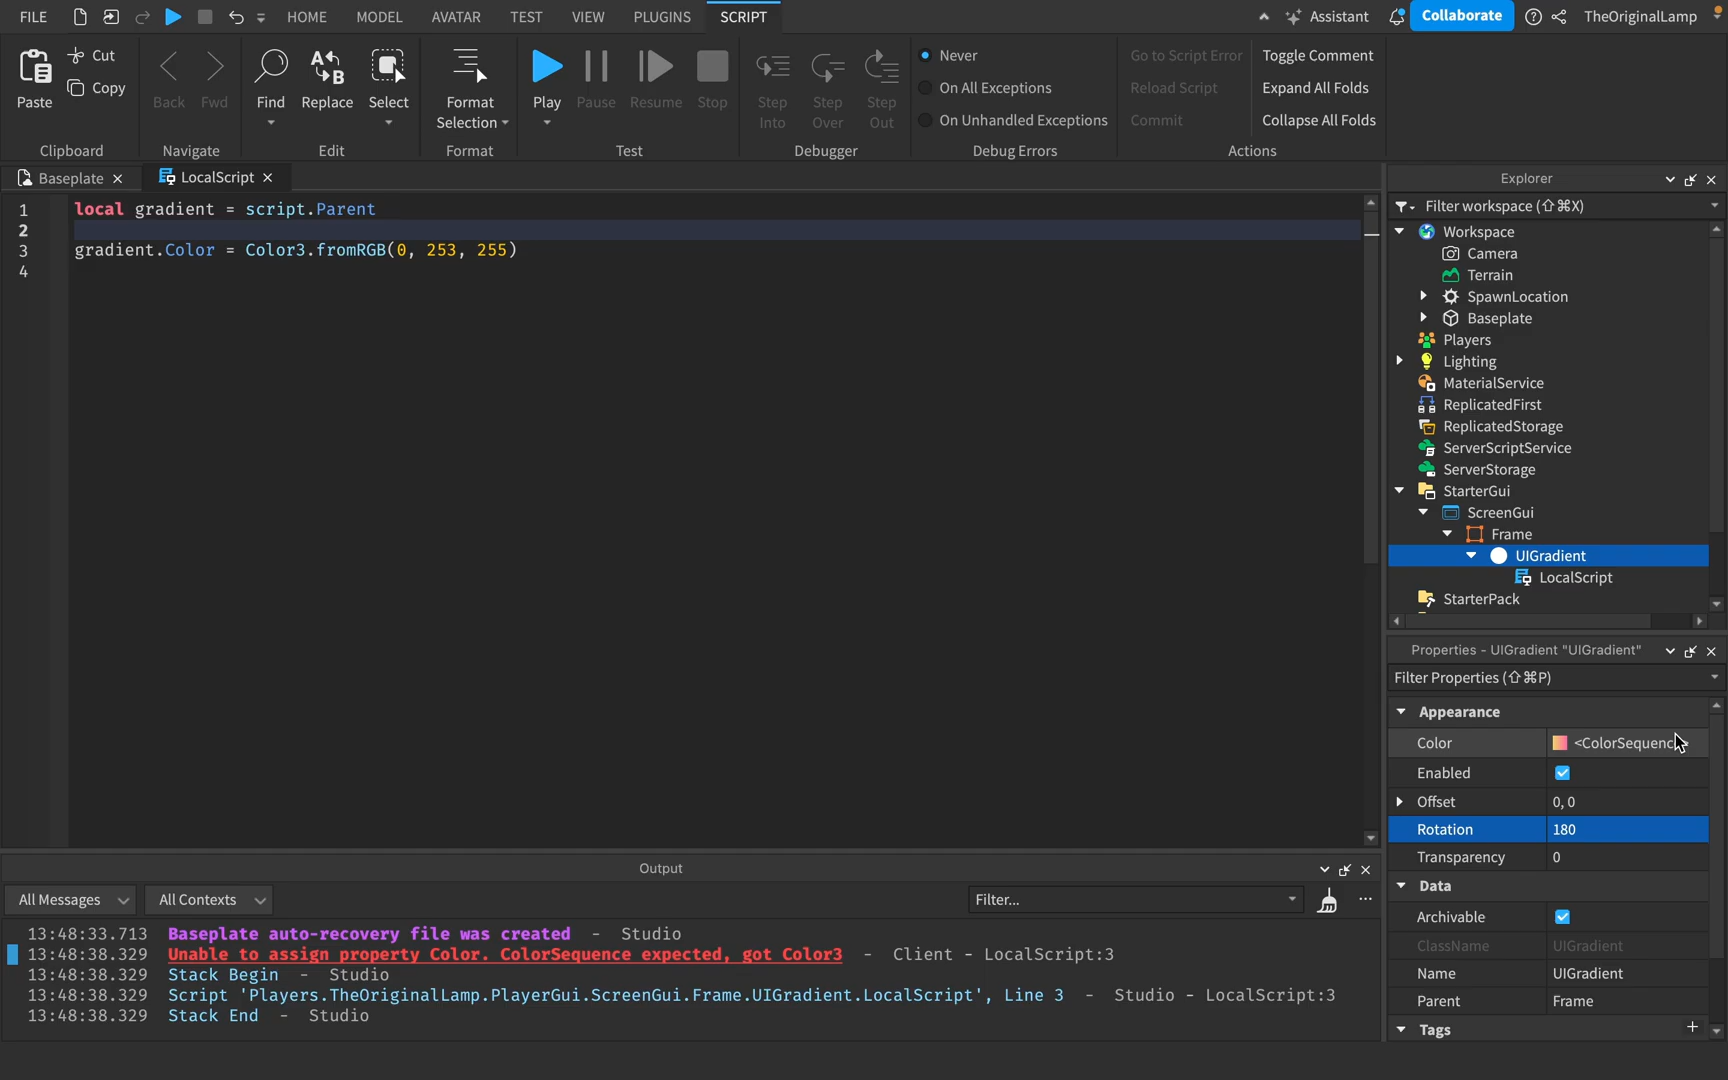 FILE HOME MODEL AVATAR TEST VIEW PLUGINS SCRIPT Assistant Collaborate TheOriginalLamp
Paste Cut Copy
Clipboard
Back Fwd
Navigate
Find Replace Select
Edit
Format Selection
Format
Play Pause Resume Stop
Test
Step Into Step Over Step Out
Debugger
Never
On All Exceptions
On Unhandled Exceptions
Debug Errors
Go to Script Error Toggle Comment
Reload Script Expand All Folds
Commit Collapse All Folds
Actions
Baseplate LocalScript
1 local gradient = script.Parent
2
3 gradient.Color = Color3.fromRGB(0, 253, 255)
4
Output
All Messages All Contexts Filter...
13:48:33.713 Baseplate auto-recovery file was created - Studio
13:48:38.329 Unable to assign property Color. ColorSequence expected, got Color3 - Client - LocalScript:3
13:48:38.329 Stack Begin - Studio
13:48:38.329 Script 'Players.TheOriginalLamp.PlayerGui.ScreenGui.Frame.UIGradient.LocalScript', Line 3 - Studio - LocalScript:3
13:48:38.329 Stack End - Studio
Explorer
Filter workspace (⇧⌘X)
Workspace
Camera
Terrain
SpawnLocation
Baseplate
Players
Lighting
MaterialService
ReplicatedFirst
ReplicatedStorage
ServerScriptService
ServerStorage
StarterGui
ScreenGui
Frame
UIGradient
LocalScript
StarterPack
Properties - UIGradient "UIGradient"
Filter Properties (⇧⌘P)
Appearance
Color <ColorSequenc
Enabled
Offset 0, 0
Rotation 180
Transparency 0
Data
Archivable
ClassName UIGradient
Name UIGradient
Parent Frame
Tags +